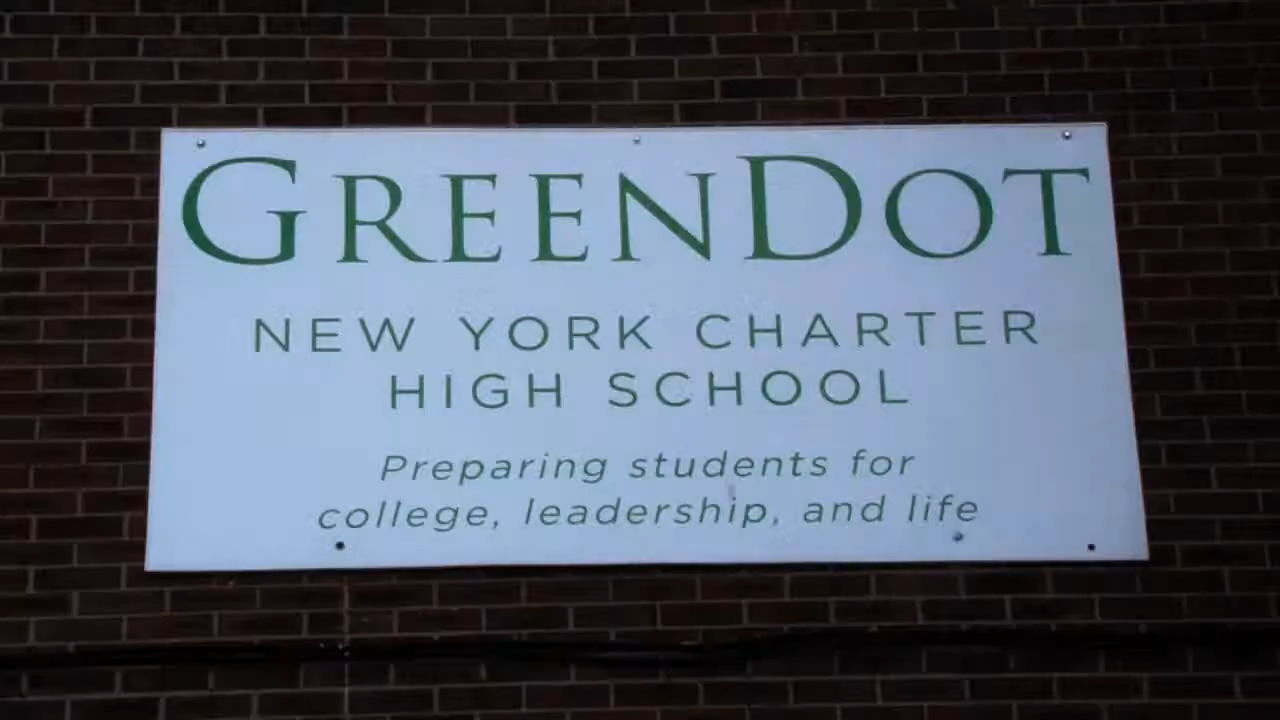 GREENDOT
NEW YORK CHARTER
HIGH SCHOOL
Preparing students for
college, leadership, and life